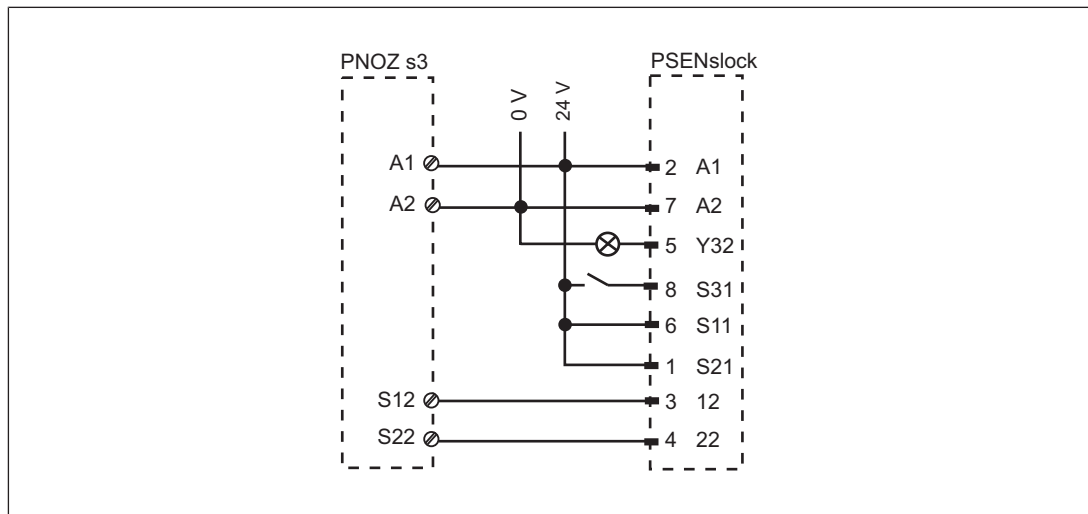 PNOZ s3
PSENslock
0 V
24 V
A1
2 A1
A2
7 A2
5 Y32
8 S31
6 S11
1 S21
S12
3 12
S22
4 22